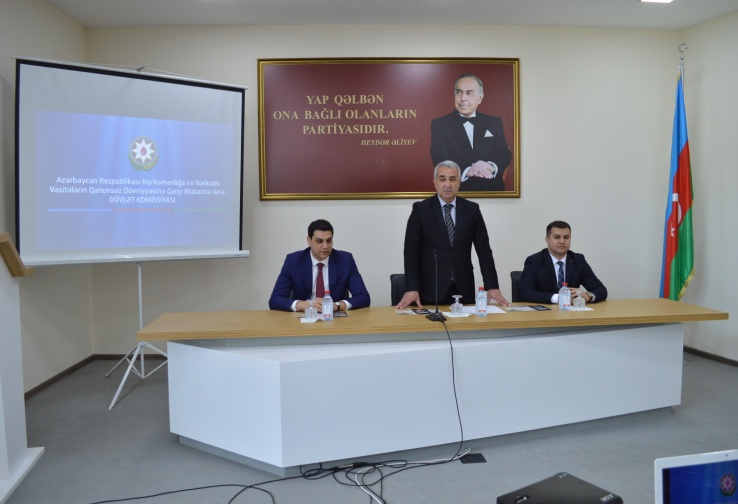 Azərbaycan Respublikası Narkomanlığa və Narkotik
Vasitələrin Qanunsuz Dövriyyəsinə Qarşı Mübarizə üzrə
DÖVLƏT KOMİSSİYASI
YAP QƏLBƏN
ONA BAĞLI OLANLARIN
PARTİYASIDIR.
HEYDƏR ƏLİYEV